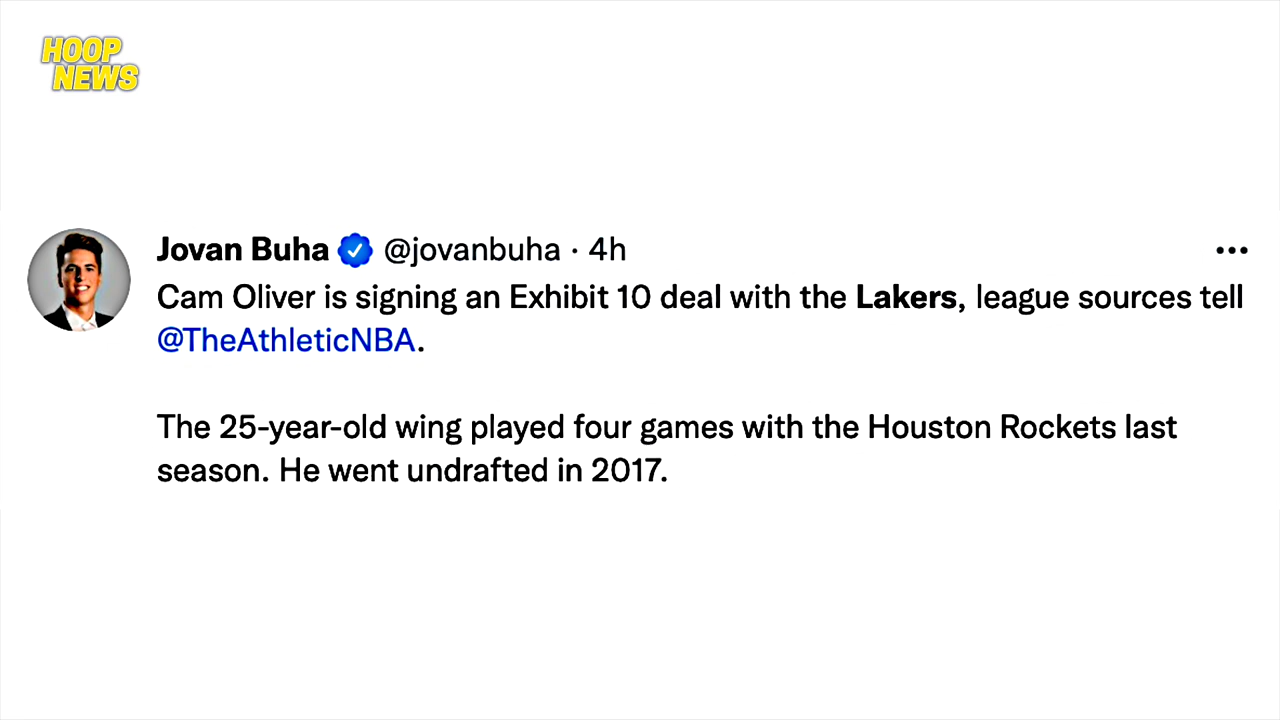 HOOP
NEWS
Jovan Buha @jovanbuha · 4h
Cam Oliver is signing an Exhibit 10 deal with the Lakers, league sources tell
@TheAthleticNBA.
The 25-year-old wing played four games with the Houston Rockets last
season. He went undrafted in 2017.